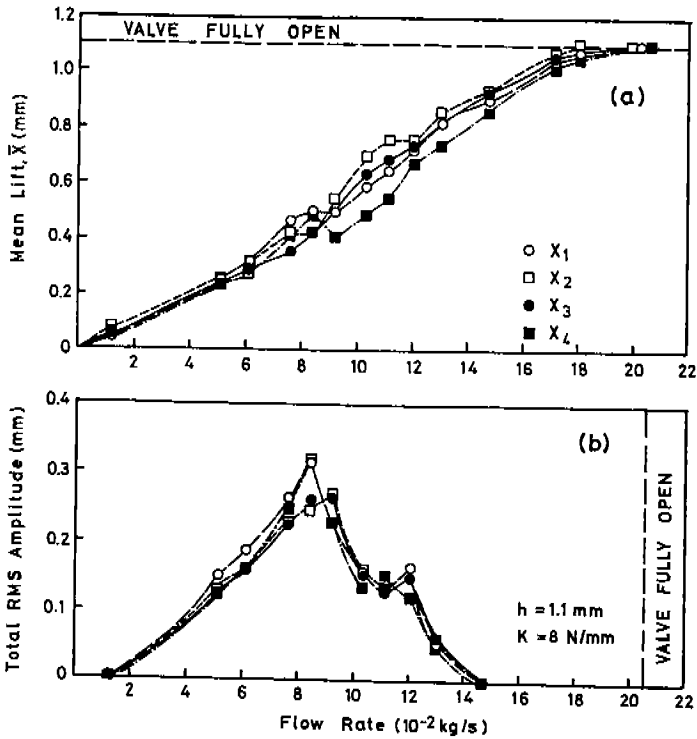 1.2
VALVE FULLY OPEN
1.0
(a)
0.8
0.6
0.4
0.2
0
Mean Lift, X̄ (mm)
X1
X2
X3
X4
2 4 6 8 10 12 14 16 18 20 22
0.4
(b)
0.3
0.2
0.1
0
Total RMS Amplitude (mm)
h = 1.1 mm
K = 8 N/mm
VALVE FULLY OPEN
2 4 6 8 10 12 14 16 18 20 22
Flow Rate (10-2 kg/s)